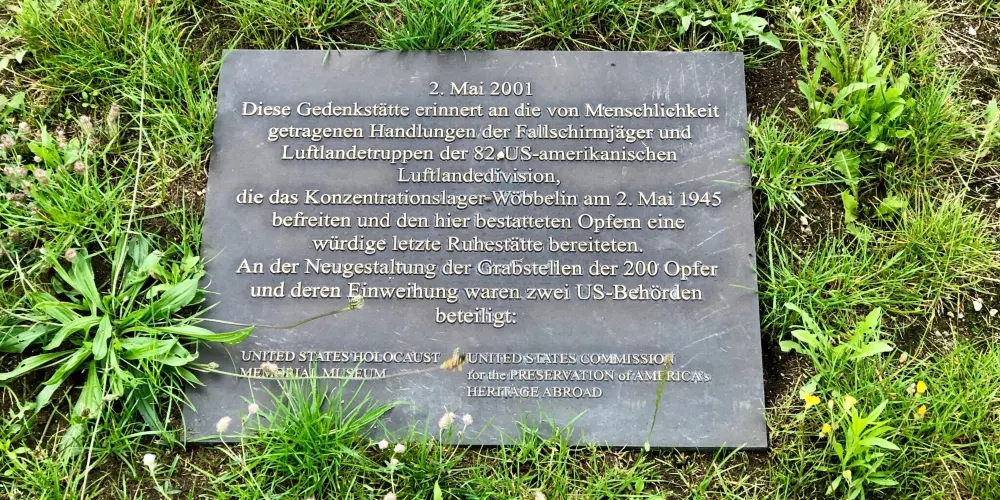 2. Mai 2001
Diese Gedenkstätte erinnert an die von Menschlichkeit
getragenen Handlungen der Fallschirmjäger und
Luftlandetruppen der 82. US-amerikanischen
Luftlandedivision,
die das Konzentrationslager Wöbbelin am 2. Mai 1945
befreiten und den hier bestatteten Opfern eine
würdige letzte Ruhestätte bereiteten.
An der Neugestaltung der Grabstellen der 200 Opfer
und deren Einweihung waren zwei US-Behörden
beteiligt:
UNITED STATES HOLOCAUST
MEMORIAL MUSEUM
UNITED STATES COMMISSION
for the PRESERVATION of AMERICA's
HERITAGE ABROAD